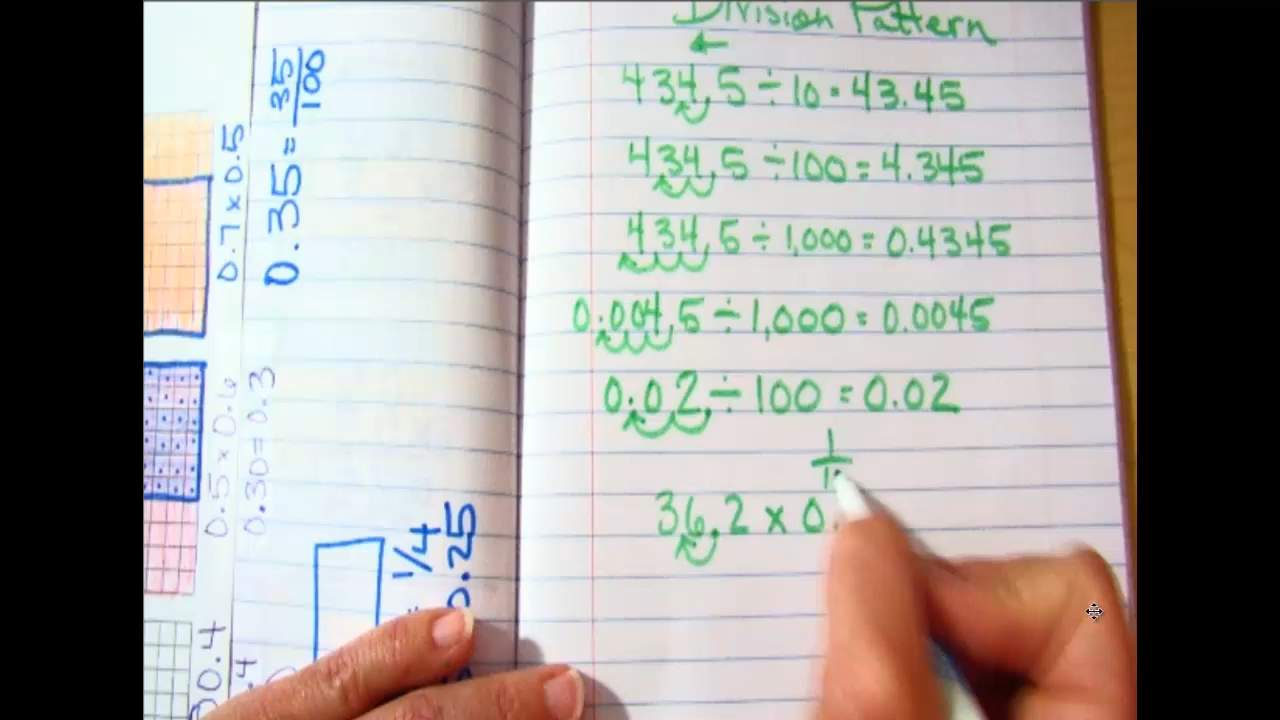 Division Pattern
←
434.5 ÷ 10 = 43.45
434.5 ÷ 100 = 4.345
434.5 ÷ 1,000 = 0.4345
0.004.5 ÷ 1,000 = 0.0045
0.02 ÷ 100 = 0.02
1/1
36.2 x 0.
0.7 x 0.5
0.35 = 35/100
0.5 x 0.6
0.30 = 0.3
1/4
0.25